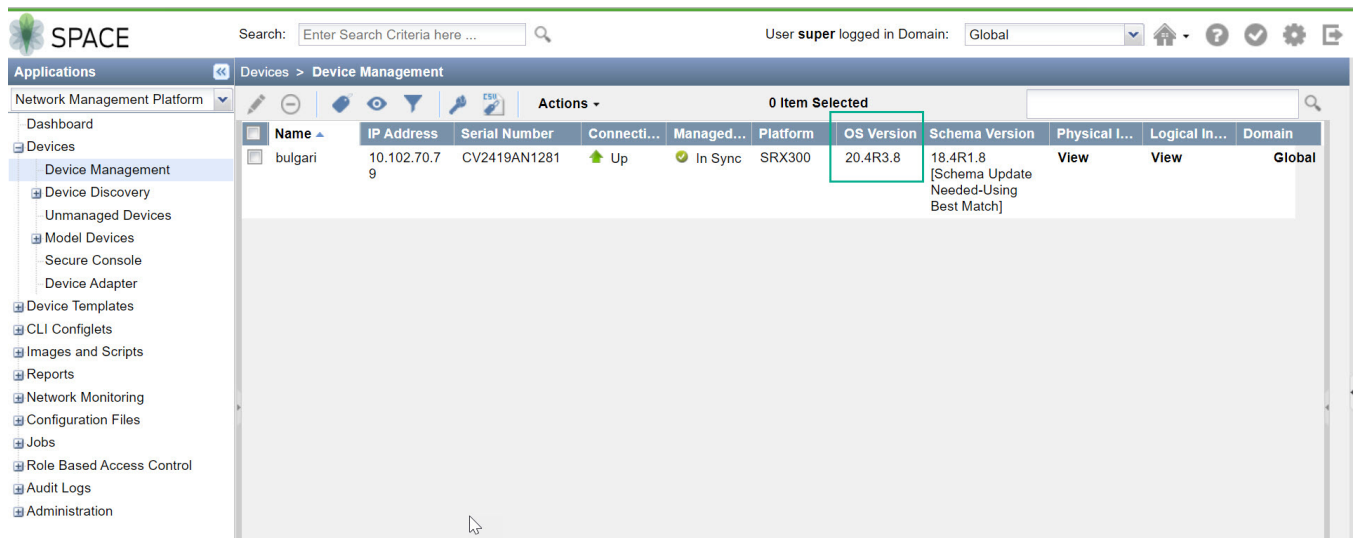 SPACE
Search: Enter Search Criteria here ...
User super logged in Domain: Global
Applications
Devices > Device Management
Network Management Platform
CSV
Actions
0 Item Selected
Dashboard
Devices
Device Management
Device Discovery
Unmanaged Devices
Model Devices
Secure Console
Device Adapter
Device Templates
CLI Configlets
Images and Scripts
Reports
Network Monitoring
Configuration Files
Jobs
Role Based Access Control
Audit Logs
Administration
Name IP Address Serial Number Connecti... Managed... Platform OS Version Schema Version Physical I... Logical In... Domain
bulgari 10.102.70.7 CV2419AN1281 Up In Sync SRX300 20.4R3.8 18.4R1.8 View View Global
9 [Schema Update
Needed-Using
Best Match]